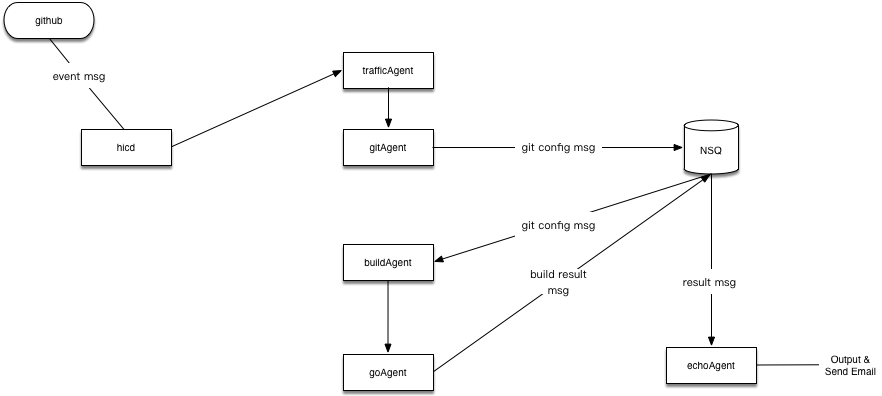 github
event msg
trafficAgent
hicd
gitAgent
git config msg
NSQ
git config msg
buildAgent
build result
msg
result msg
goAgent
echoAgent
Output &
Send Email